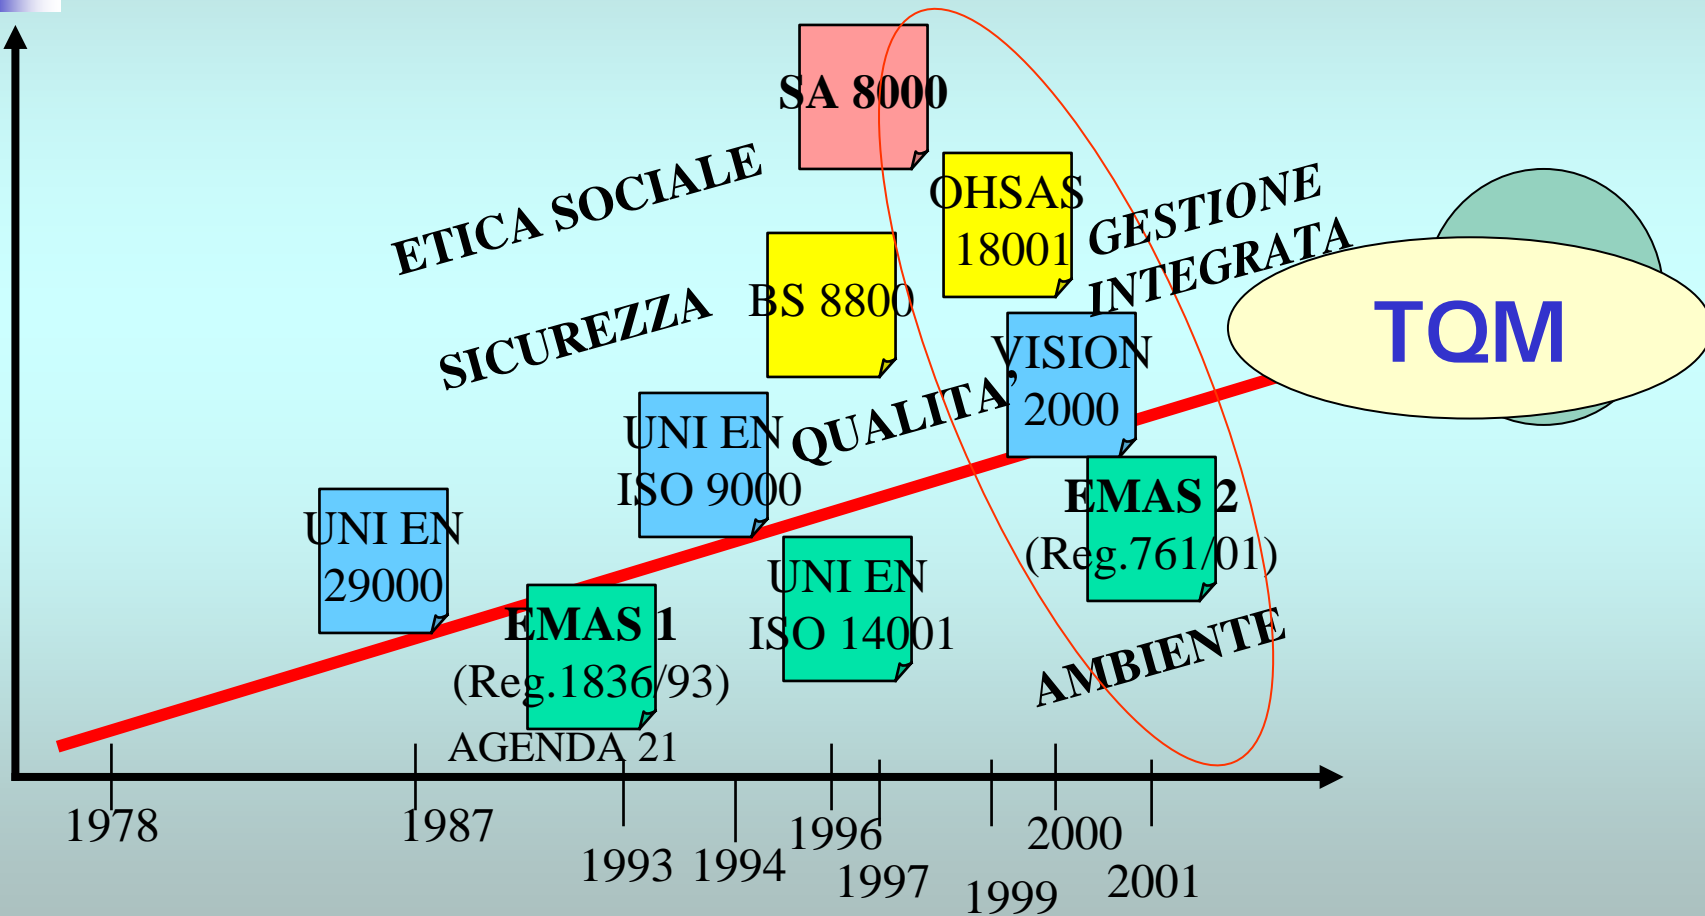 SA 8000
ETICA SOCIALE
OHSAS
18001
GESTIONE
INTEGRATA
SICUREZZA
BS 8800
TQM
VISION
2000
QUALITA’
UNI EN
ISO 9000
UNI EN
29000
EMAS 2
(Reg.761/01)
UNI EN
ISO 14001
EMAS 1
(Reg.1836/93)
AGENDA 21
AMBIENTE
1978
1987
1993
1994
1996
1997
1999
2000
2001